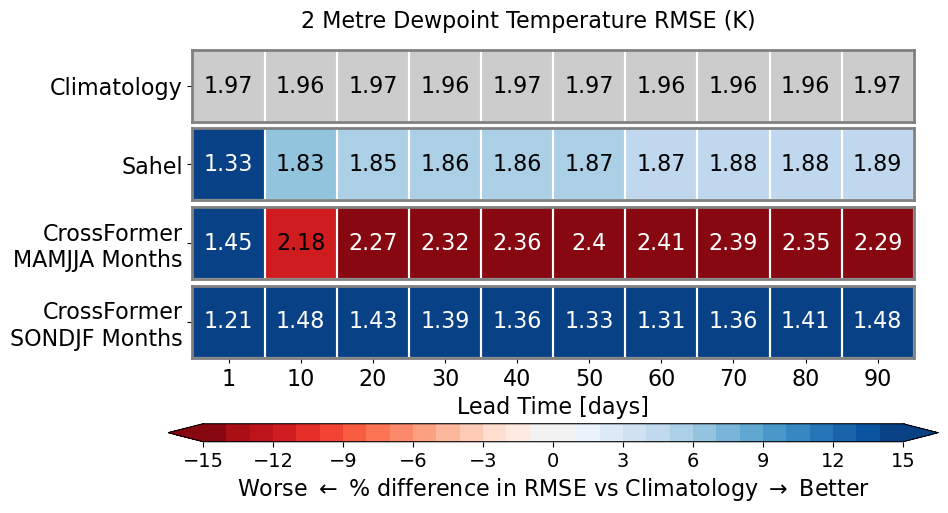 2 Metre Dewpoint Temperature RMSE (K)
Climatology 1.97 1.96 1.97 1.96 1.97 1.97 1.96 1.96 1.96 1.97
Sahel 1.33 1.83 1.85 1.86 1.86 1.87 1.87 1.88 1.88 1.89
CrossFormer
MAMJJA Months 1.45 2.18 2.27 2.32 2.36 2.4 2.41 2.39 2.35 2.29
CrossFormer
SONDJF Months 1.21 1.48 1.43 1.39 1.36 1.33 1.31 1.36 1.41 1.48
1 10 20 30 40 50 60 70 80 90
Lead Time [days]
−15 −12 −9 −6 −3 0 3 6 9 12 15
Worse ← % difference in RMSE vs Climatology → Better